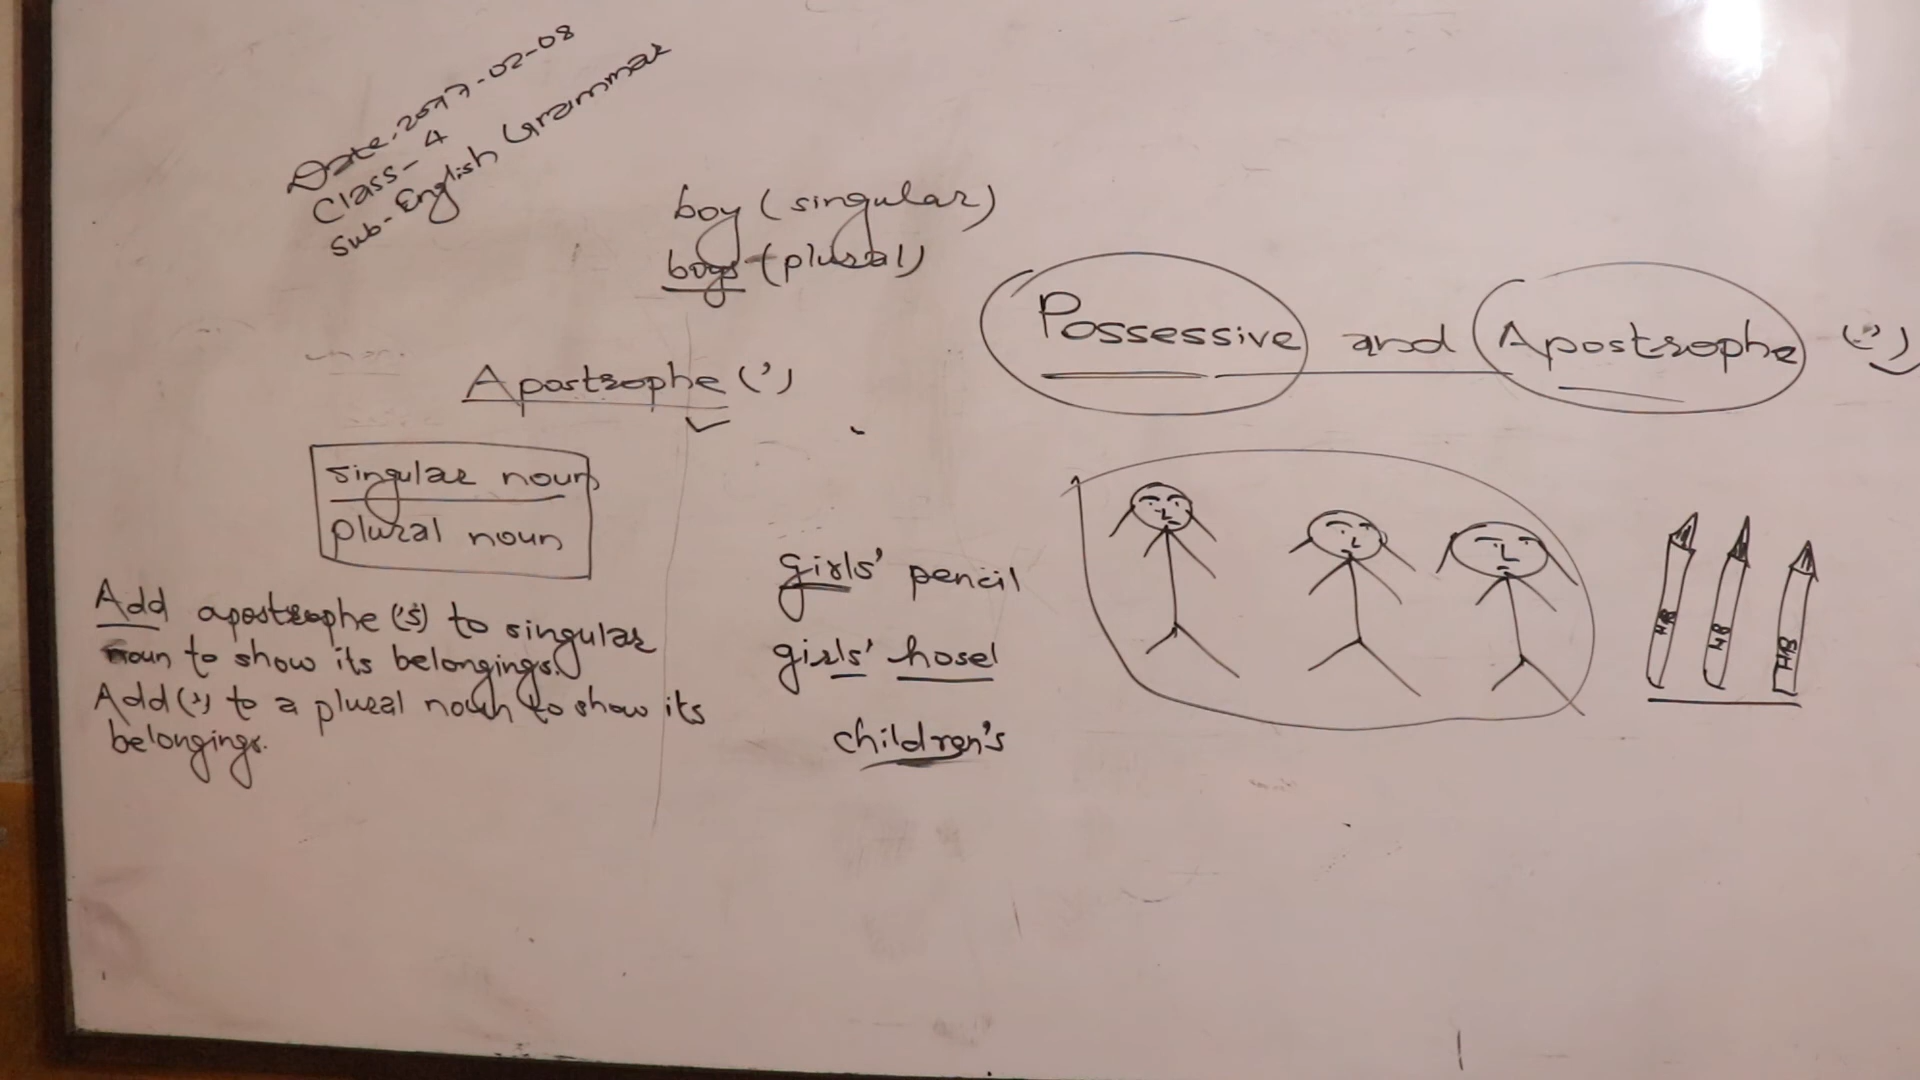 Date. 2077-02-08
Class- 4
Sub- English Grammar
boy (singular)
boys (plural)
Possessive and Apostrophe (')
Apostrophe (')
singular noun
plural noun
Add apostrophe ('s) to singular
noun to show its belongings.
Add (') to a plural noun to show its
belongings.
girls' pencil
girls' hosel
children's
HB
HB
HB